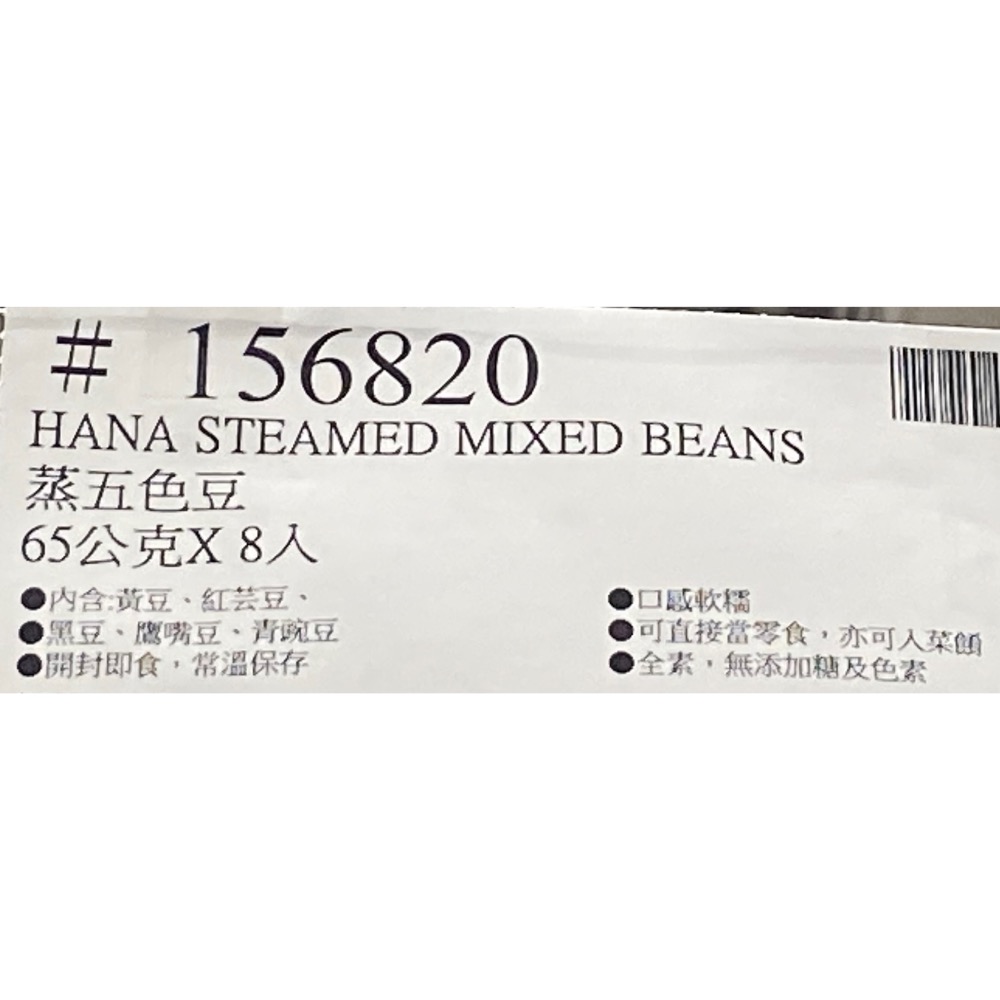 # 156820
HANA STEAMED MIXED BEANS
蒸五色豆
65公克X 8入
●內含:黃豆、紅芸豆、
●黑豆、鷹嘴豆、青豌豆
●開封即食，常溫保存
●口感軟糯
●可直接當零食，亦可入菜餚
●全素，無添加糖及色素